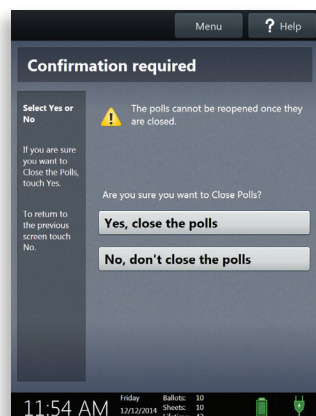 Menu
? Help
Confirmation required
Select Yes or
No
If you are sure
you want to
Close the Polls,
touch Yes.
To return to
the previous
screen touch
No.
The polls cannot be reopened once they
are closed.
Are you sure you want to Close Polls?
Yes, close the polls
No, don't close the polls
11:54 AM
Friday
12/12/2014
Ballots: 10
Sheets: 10